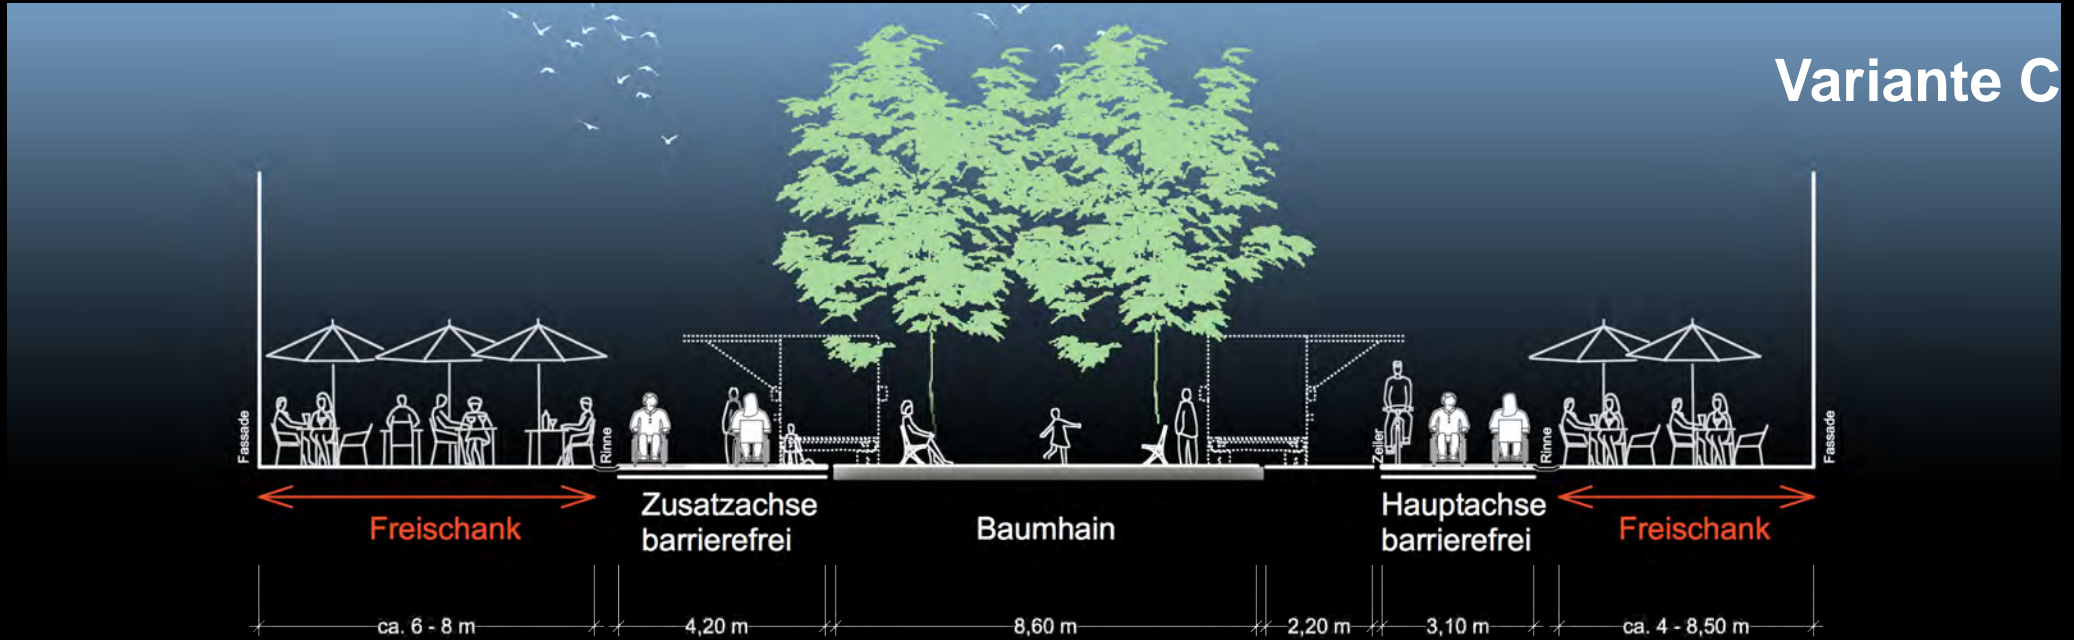 Variante C
Fassade
Rinne
Zeiler
Rinne
Fassade
Freischank
Zusatzachse
barrierefrei
Baumhain
Hauptachse
barrierefrei
Freischank
ca. 6 - 8 m
4,20 m
8,60 m
2,20 m
3,10 m
ca. 4 - 8,50 m